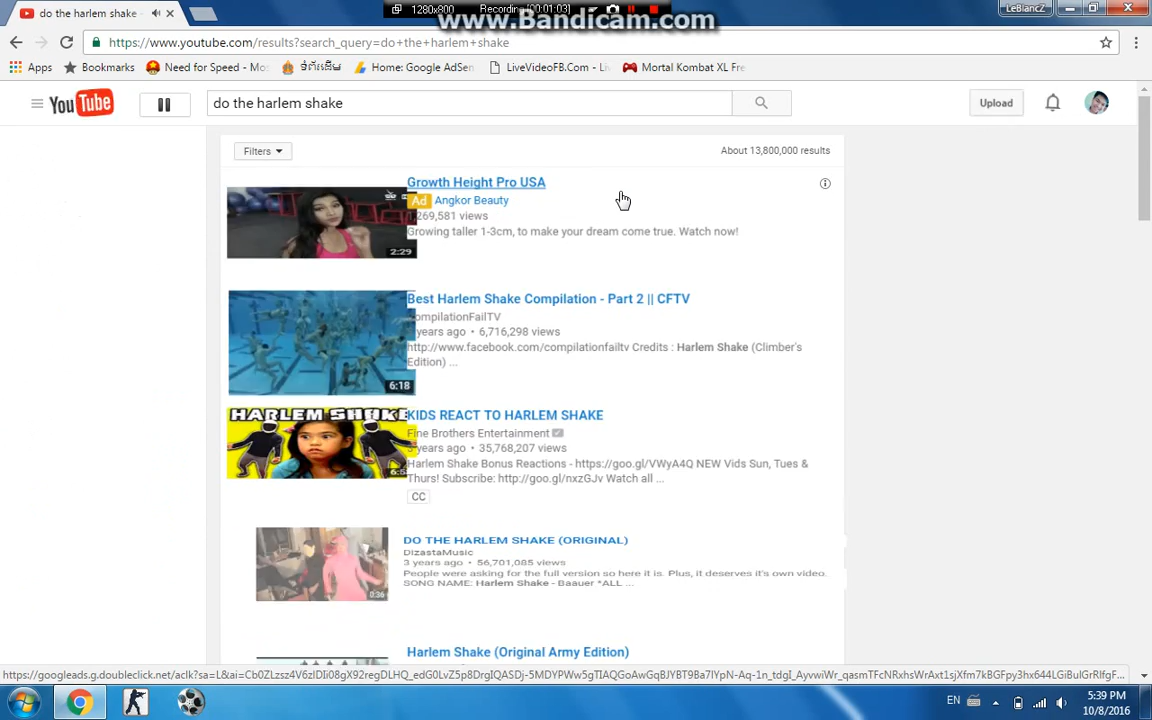 do the harlem shake -
1280x800
Recording [00:01:03]
www.Bandicam.com
LeBlancZ
https://www.youtube.com/results?search_query=do+the+harlem+shake
Apps
Bookmarks
Need for Speed - Mos
ទំព័រដើម
Home: Google AdSen
LiveVideoFB.Com - Li
Mortal Kombat XL Fre
YouTube
do the harlem shake
Upload
Filters
About 13,800,000 results
Growth Height Pro USA
Ad Angkor Beauty
,269,581 views
Growing taller 1-3cm, to make your dream come true. Watch now!
2:29
Best Harlem Shake Compilation - Part 2 || CFTV
CompilationFailTV
years ago • 6,716,298 views
http://www.facebook.com/compilationfailtv Credits : Harlem Shake (Climber's
Edition) ...
6:18
HARLEM SHAKE
KIDS REACT TO HARLEM SHAKE
Fine Brothers Entertainment
3 years ago • 35,768,207 views
Harlem Shake Bonus Reactions - https://goo.gl/VWyA4Q NEW Vids Sun, Tues &
Thurs! Subscribe: http://goo.gl/nxzGJv Watch all ...
CC
DO THE HARLEM SHAKE (ORIGINAL)
DizastaMusic
3 years ago • 56,701,085 views
People were asking for the full version so here it is. Plus, it deserves it's own video.
SONG NAME: Harlem Shake - Baauer *ALL ...
0:36
Harlem Shake (Original Army Edition)
EN
5:39 PM
10/8/2016